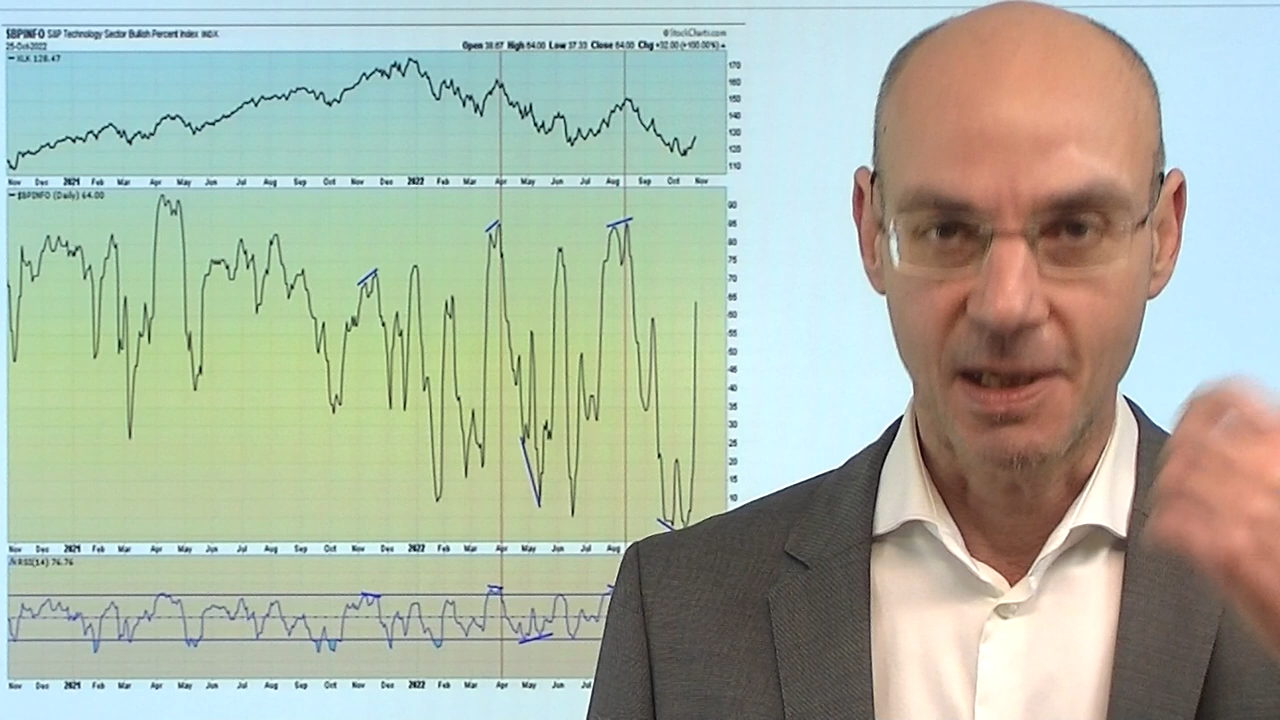 $BPINFO S&P Technology Sector Bullish Percent Index INDX
© StockCharts.com
25-Oct-2022
Open 38.67 High 64.00 Low 37.33 Close 64.00 Chg +32.00 (+100.00%)
XLK 128.47
170
160
150
140
130
120
110
Nov Dec 2021 Feb Mar Apr May Jun Jul Aug Sep Oct Nov Dec 2022 Feb Mar Apr May Jun Jul Aug Sep Oct Nov
$BPINFO (Daily) 64.00
90
85
80
75
70
65
60
55
50
45
40
35
30
25
20
15
10
Nov Dec 2021 Feb Mar Apr May Jun Jul Aug Sep Oct Nov Dec 2022 Feb Mar Apr May Jun Jul Aug
RSI(14) 76.76
Nov Dec 2021 Feb Mar Apr May Jun Jul Aug Sep Oct Nov Dec 2022 Feb Mar Apr May Jun